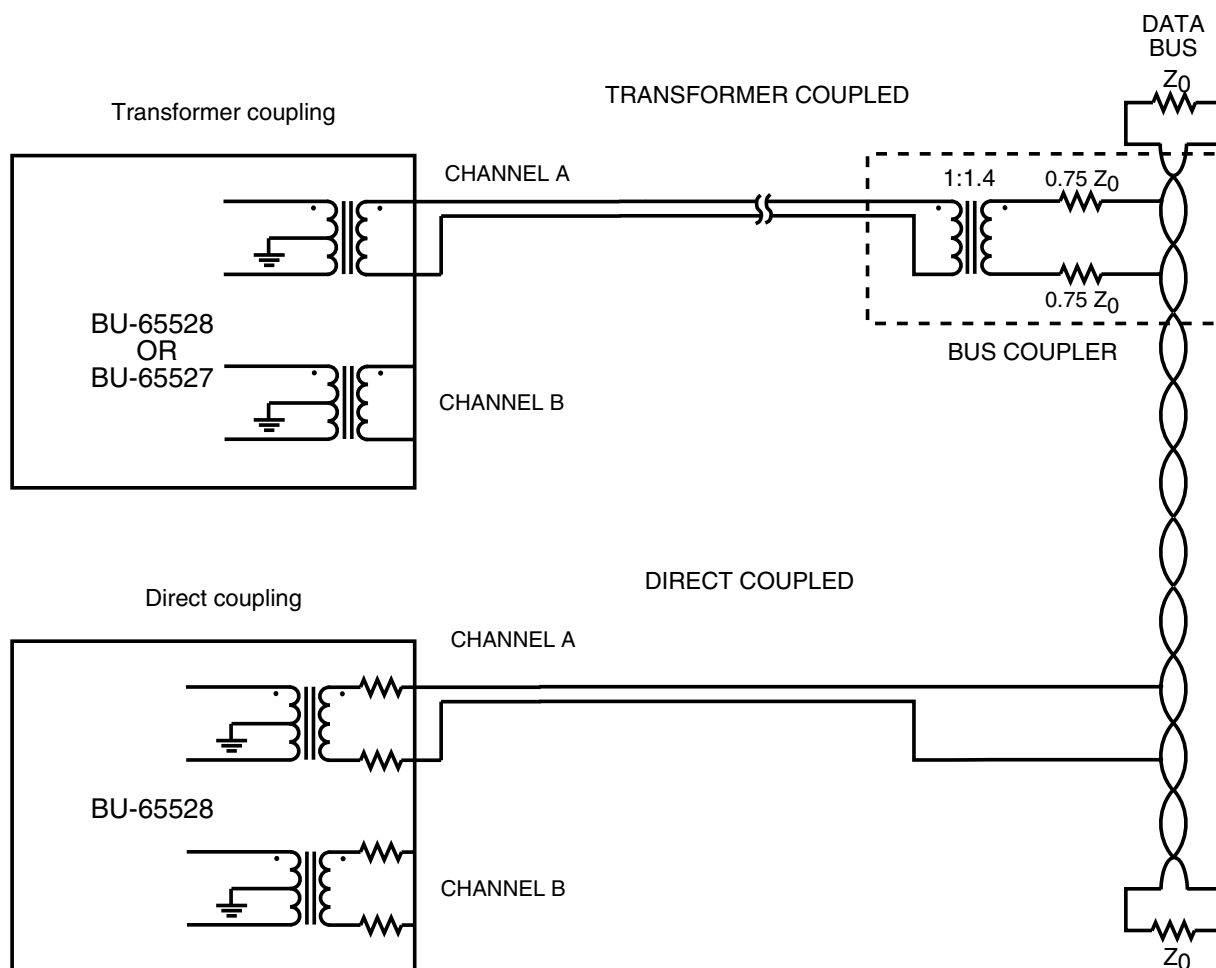 DATA
BUS
Z0
Transformer coupling
TRANSFORMER COUPLED
CHANNEL A
1:1.4
0.75 Z0
0.75 Z0
BU-65528
OR
BU-65527
BUS COUPLER
CHANNEL B
Direct coupling
DIRECT COUPLED
CHANNEL A
BU-65528
CHANNEL B
Z0